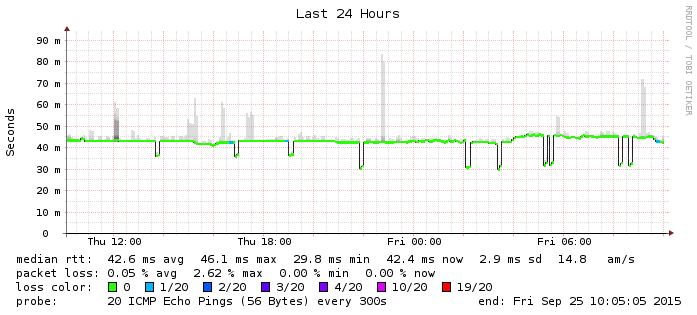 Last 24 Hours
RRDTOOL / TOBI OETIKER
Seconds
90 m
80 m
70 m
60 m
50 m
40 m
30 m
20 m
10 m
0
Thu 12:00 Thu 18:00 Fri 00:00 Fri 06:00
median rtt: 42.6 ms avg 46.1 ms max 29.8 ms min 42.4 ms now 2.9 ms sd 14.8 am/s
packet loss: 0.05 % avg 2.62 % max 0.00 % min 0.00 % now
loss color: 0 1/20 2/20 3/20 4/20 10/20 19/20
probe: 20 ICMP Echo Pings (56 Bytes) every 300s end: Fri Sep 25 10:05:05 2015